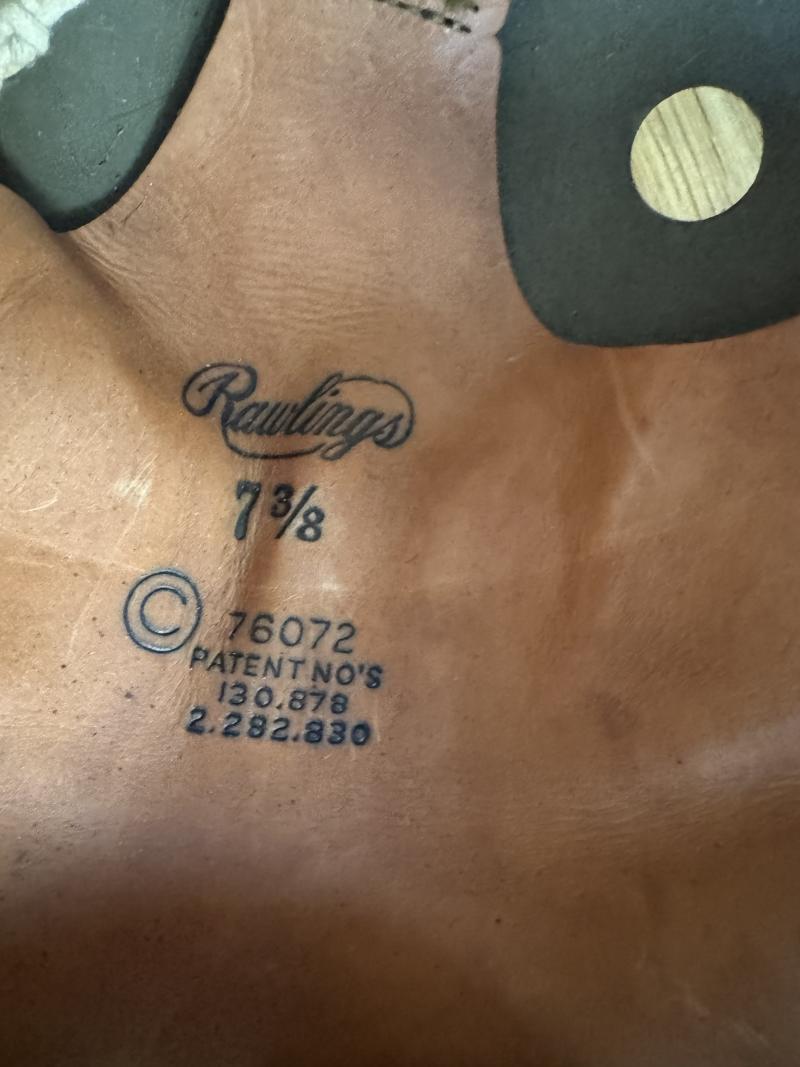 Rawlings
7 3/8
© 76072
PATENT NO'S
130.878
2.282.830